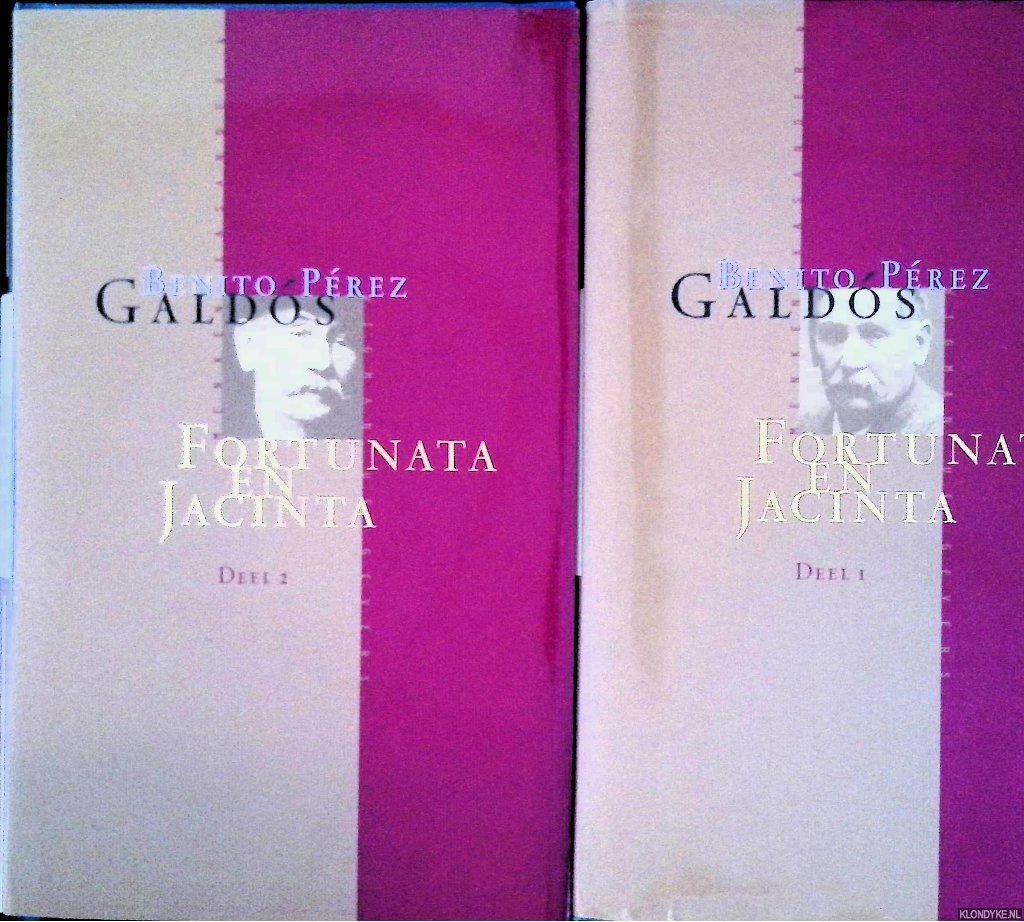 BENITO PÉREZ
GALDÓS
FORTUNATA
EN
JACINTA
DEEL 2
BENITO PÉREZ
GALDÓS
FORTUNAT
EN
JACINTA
DEEL 1
KLONDYKE.NL